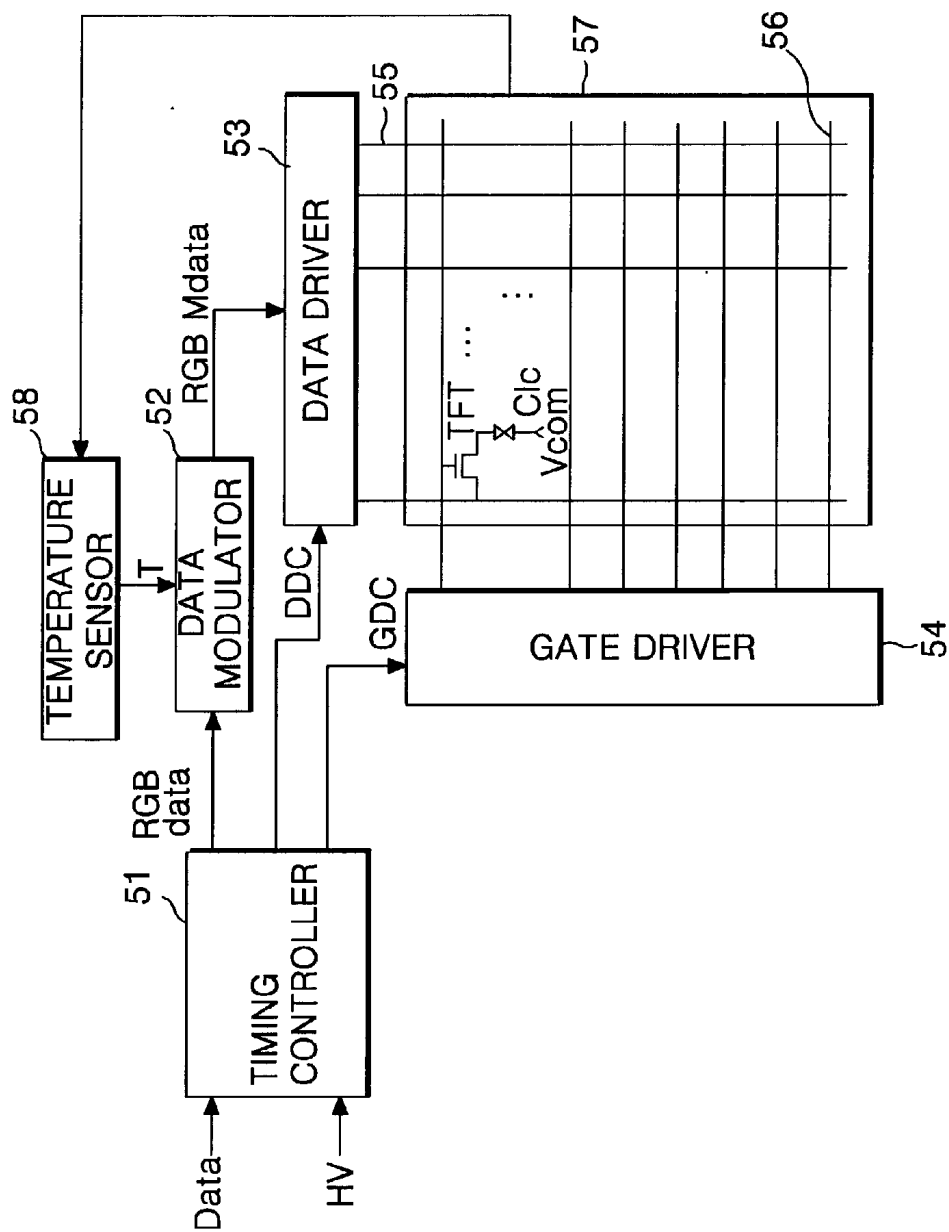 58
TEMPERATURE
SENSOR
T
52
DATA
MODULATOR
RGB Mdata
RGB
data
51
TIMING
CONTROLLER
Data
HV
DDC
GDC
53
DATA DRIVER
55
57
56
TFT
...
...
Clc
Vcom
GATE DRIVER
54